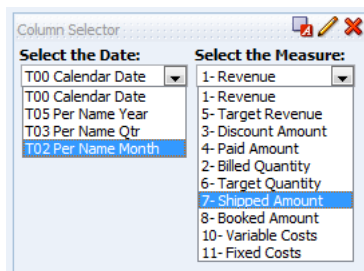 Column Selector
Select the Date:
T00 Calendar Date
T00 Calendar Date
T05 Per Name Year
T03 Per Name Qtr
T02 Per Name Month
Select the Measure:
1- Revenue
1- Revenue
5- Target Revenue
3- Discount Amount
4- Paid Amount
2- Billed Quantity
6- Target Quantity
7- Shipped Amount
8- Booked Amount
10- Variable Costs
11- Fixed Costs